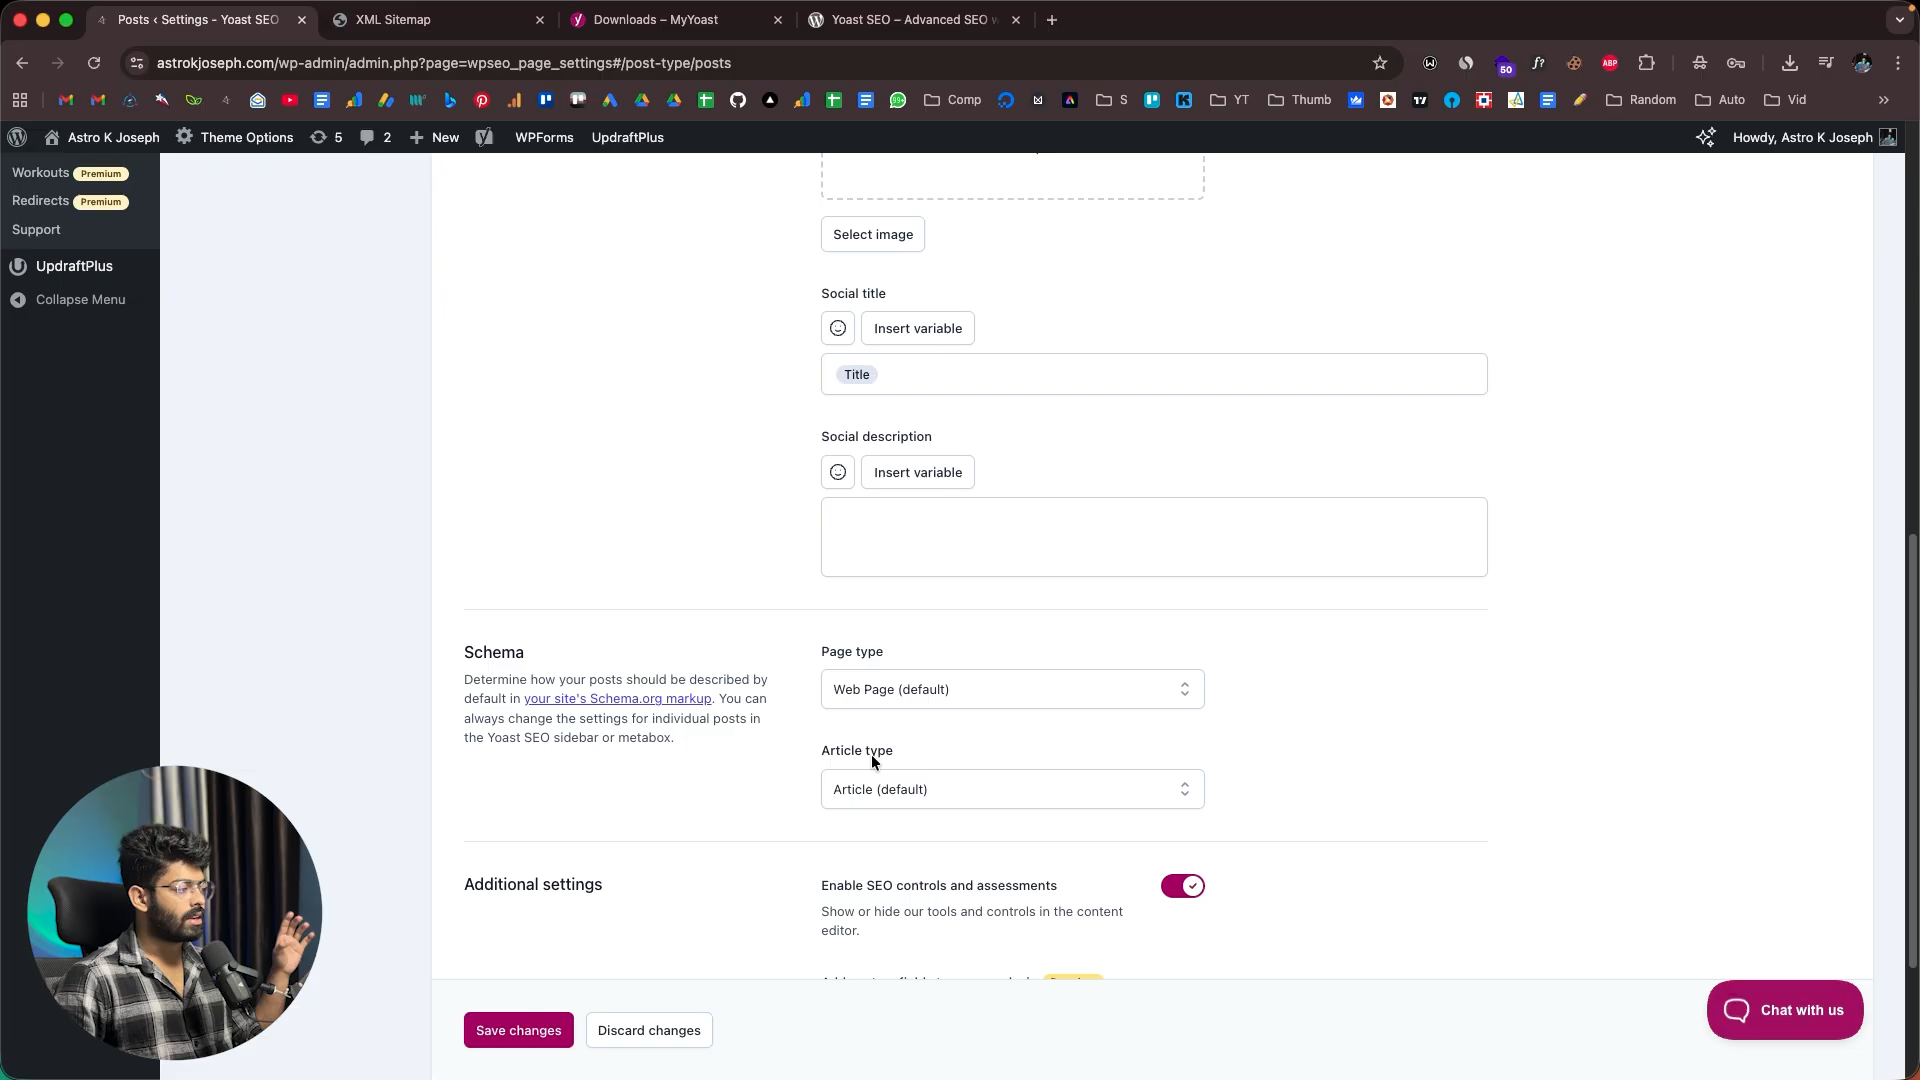 Posts ‹ Settings - Yoast SEO
XML Sitemap
Downloads – MyYoast
Yoast SEO – Advanced SEO
astrokjoseph.com/wp-admin/admin.php?page=wpseo_page_settings#/post-type/posts
50
f?
ABP
99+
Comp
S
YT
Thumb
Random
Auto
Vid
Astro K Joseph
Theme Options
5
2
New
WPForms
UpdraftPlus
Howdy, Astro K Joseph
Workouts Premium
Redirects Premium
Support
UpdraftPlus
Collapse Menu
Select image
Social title
Insert variable
Title
Social description
Insert variable
Schema
Determine how your posts should be described by
default in your site's Schema.org markup. You can
always change the settings for individual posts in
the Yoast SEO sidebar or metabox.
Page type
Web Page (default)
Article type
Article (default)
Additional settings
Enable SEO controls and assessments
Show or hide our tools and controls in the content
editor.
Save changes
Discard changes
Chat with us